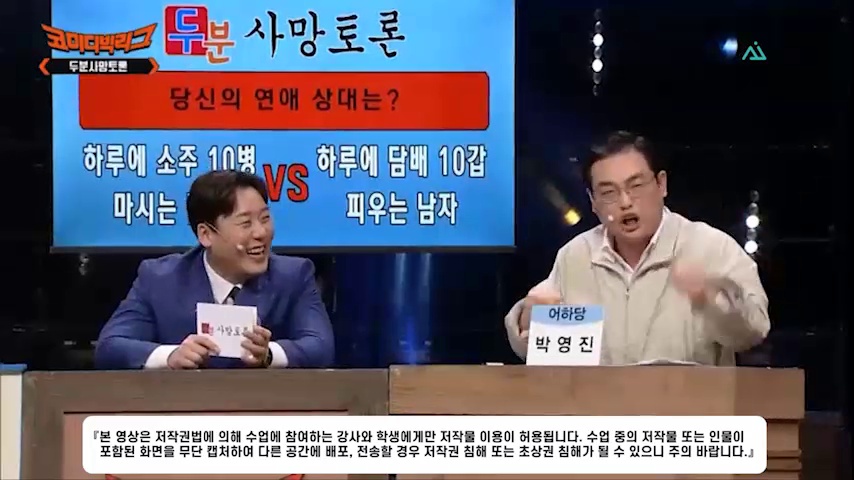 코미디빅리그
두분사망토론
두분 사망토론
당신의 연애 상대는?
하루에 소주 10병
마시는
VS
하루에 담배 10갑
피우는 남자
두분 사망토론
어하당
박영진
『본 영상은 저작권법에 의해 수업에 참여하는 강사와 학생에게만 저작물 이용이 허용됩니다. 수업 중의 저작물 또는 인물이
포함된 화면을 무단 캡처하여 다른 공간에 배포, 전송할 경우 저작권 침해 또는 초상권 침해가 될 수 있으니 주의 바랍니다.』